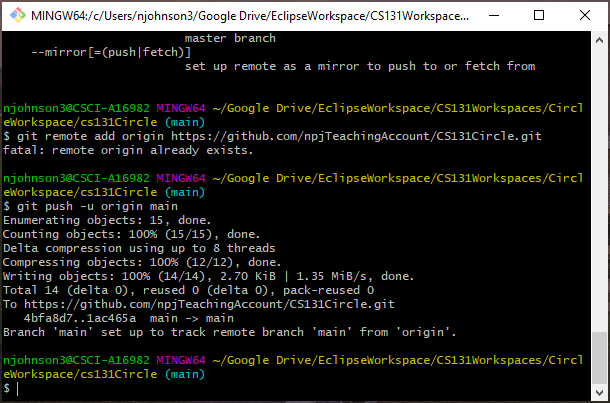 MINGW64:/c/Users/njohnson3/Google Drive/EclipseWorkspace/CS131Workspace...
master branch
--mirror[=(push|fetch)]
set up remote as a mirror to push to or fetch from
njohnson3@CSCI-A16982 MINGW64 ~/Google Drive/EclipseWorkspace/CS131Workspaces/Circl
eWorkspace/cs131Circle (main)
$ git remote add origin https://github.com/npjTeachingAccount/CS131Circle.git
fatal: remote origin already exists.
njohnson3@CSCI-A16982 MINGW64 ~/Google Drive/EclipseWorkspace/CS131Workspaces/Circl
eWorkspace/cs131Circle (main)
$ git push -u origin main
Enumerating objects: 15, done.
Counting objects: 100% (15/15), done.
Delta compression using up to 8 threads
Compressing objects: 100% (12/12), done.
Writing objects: 100% (14/14), 2.70 KiB | 1.35 MiB/s, done.
Total 14 (delta 0), reused 0 (delta 0), pack-reused 0
To https://github.com/npjTeachingAccount/CS131Circle.git
   4bfa8d7..1ac465a  main -> main
Branch 'main' set up to track remote branch 'main' from 'origin'.
njohnson3@CSCI-A16982 MINGW64 ~/Google Drive/EclipseWorkspace/CS131Workspaces/Circl
eWorkspace/cs131Circle (main)
$